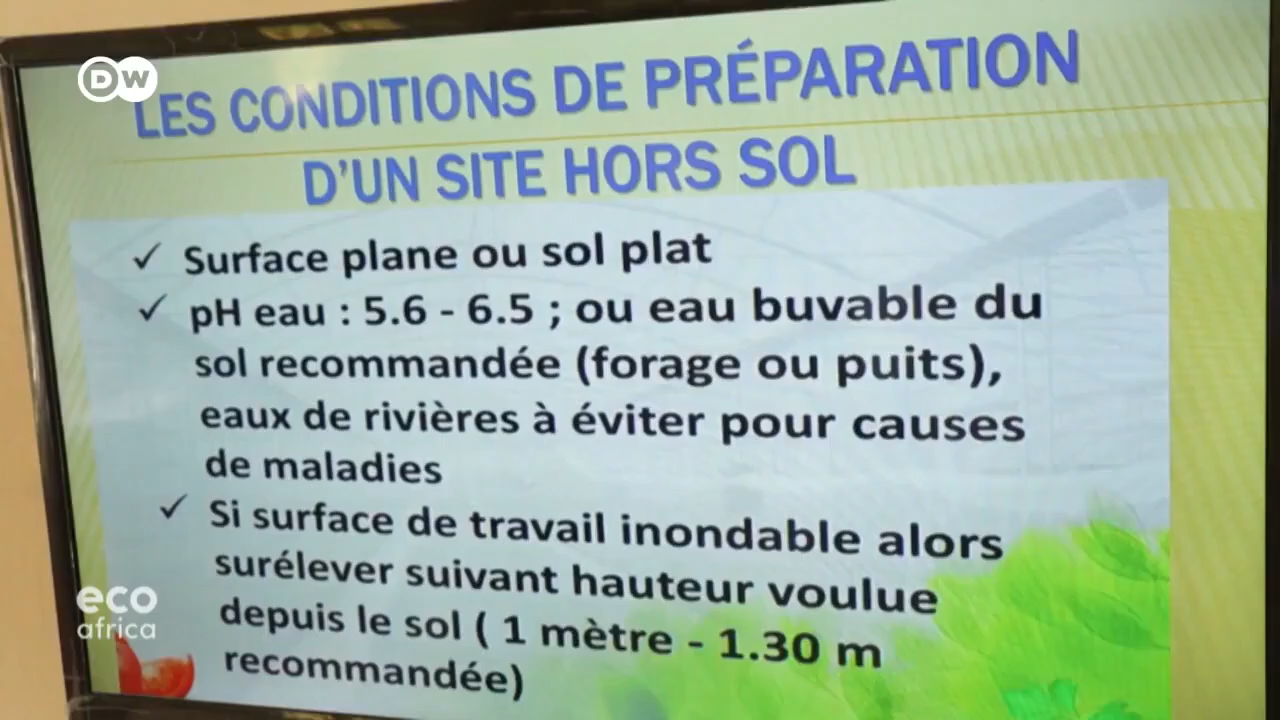 DW
LES CONDITIONS DE PRÉPARATION
D'UN SITE HORS SOL
✓ Surface plane ou sol plat
✓ pH eau : 5.6 - 6.5 ; ou eau buvable du
sol recommandée (forage ou puits),
eaux de rivières à éviter pour causes
de maladies
✓ Si surface de travail inondable alors
surélever suivant hauteur voulue
depuis le sol ( 1 mètre - 1.30 m
recommandée)
eco
africa